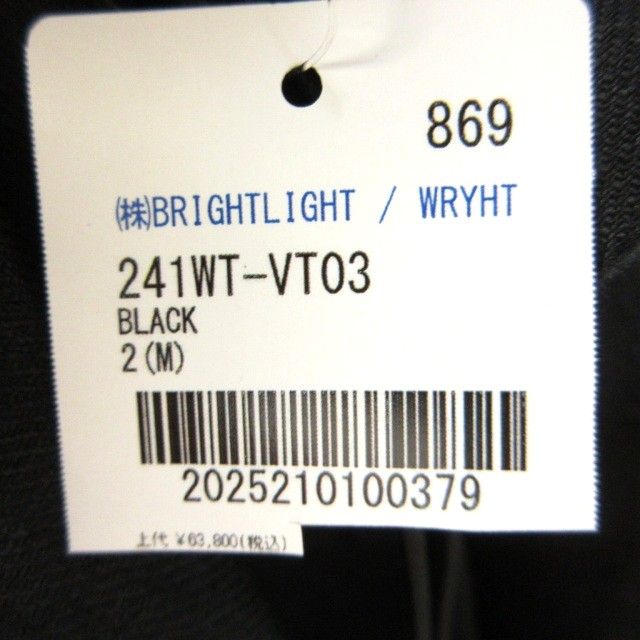 869
㈱BRIGHTLIGHT / WRYHT
241WT-VT03
BLACK
2(M)
2025210100379
上代 ¥63,800(税込)